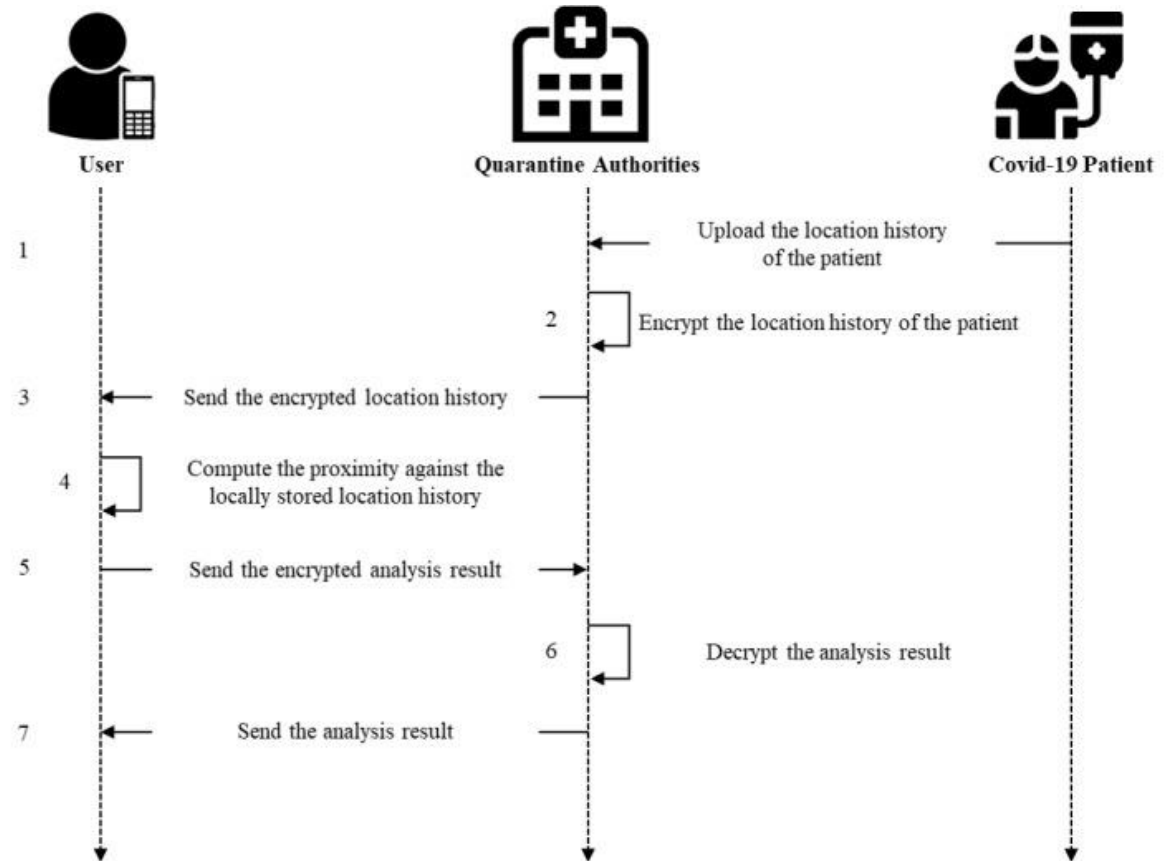 User
Quarantine Authorities
Covid-19 Patient
1
Upload the location history
of the patient
2
Encrypt the location history of the patient
3
Send the encrypted location history
4
Compute the proximity against the
locally stored location history
5
Send the encrypted analysis result
6
Decrypt the analysis result
7
Send the analysis result